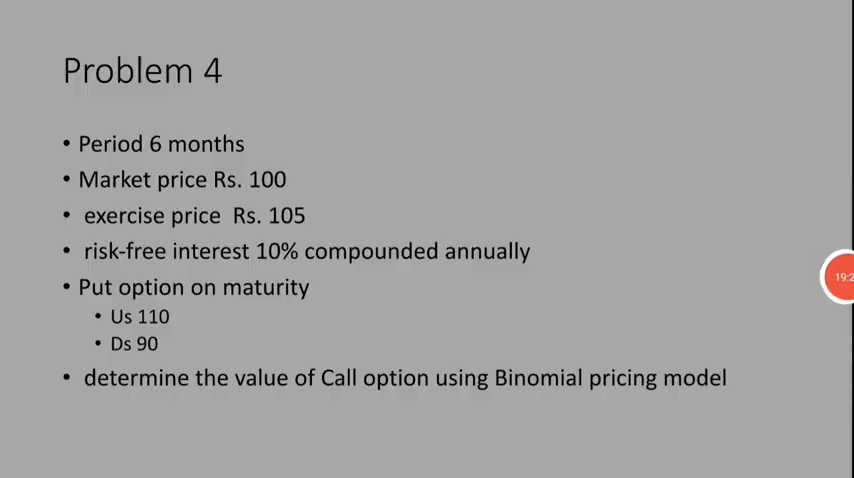 Problem 4
• Period 6 months
• Market price Rs. 100
• exercise price Rs. 105
• risk-free interest 10% compounded annually
• Put option on maturity
• Us 110
• Ds 90
• determine the value of Call option using Binomial pricing model